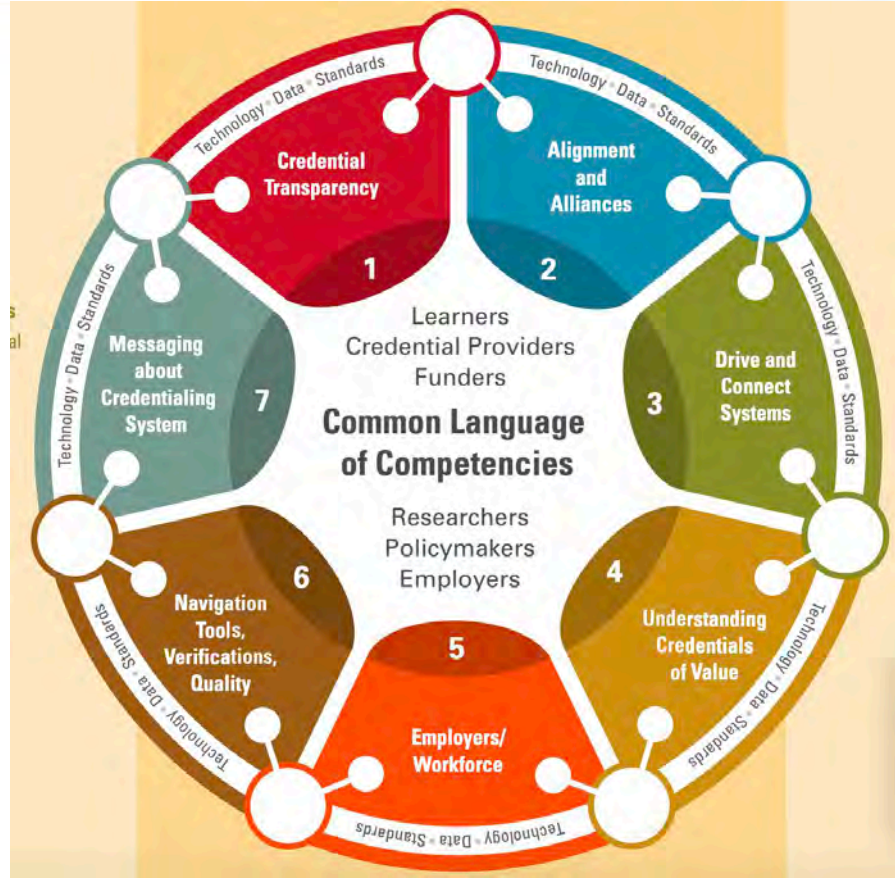 Technology • Data • Standards
Credential
Transparency
1
Technology • Data • Standards
Alignment
and
Alliances
2
Technology • Data • Standards
Drive and
Connect
Systems
3
Technology • Data • Standards
Understanding
Credentials
of Value
4
Technology • Data • Standards
Employers/
Workforce
5
Technology • Data • Standards
Navigation
Tools,
Verifications,
Quality
6
Technology • Data • Standards
Messaging
about
Credentialing
System
7
Learners
Credential Providers
Funders
Common Language
of Competencies
Researchers
Policymakers
Employers